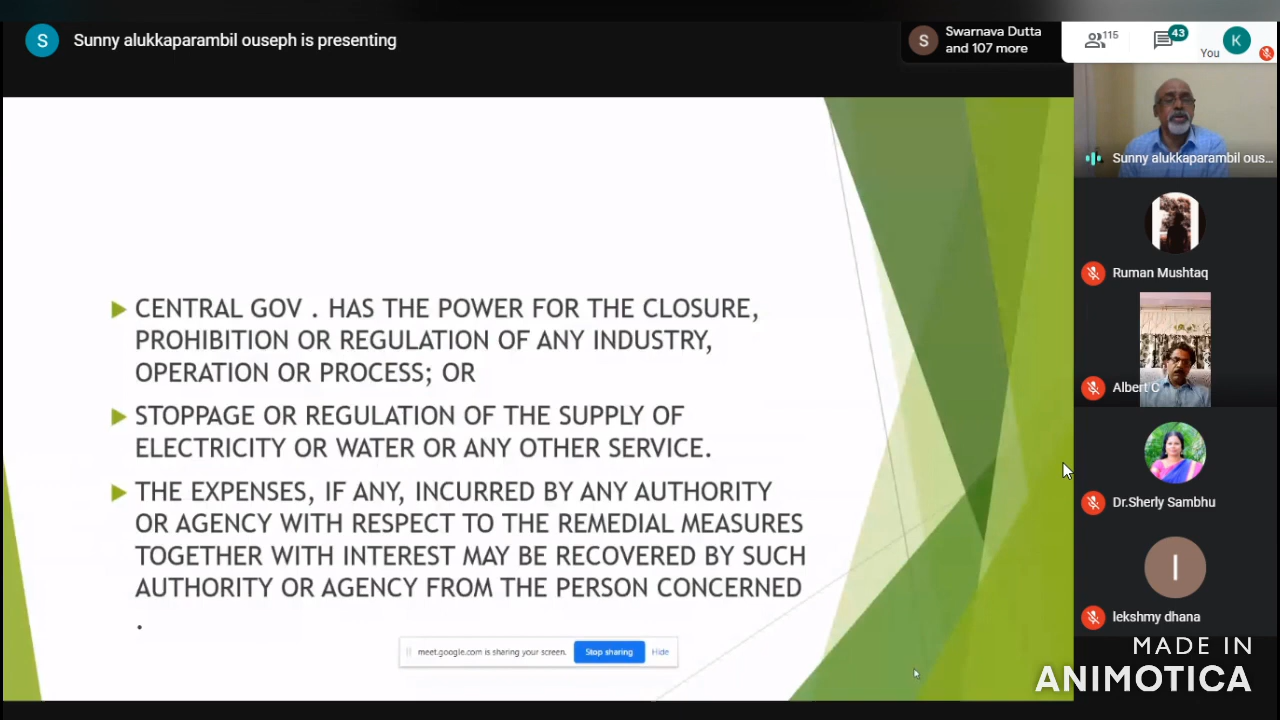 S
Sunny alukkaparambil ouseph is presenting
S
Swarnava Dutta
and 107 more
115
43
You
K
CENTRAL GOV . HAS THE POWER FOR THE CLOSURE,
PROHIBITION OR REGULATION OF ANY INDUSTRY,
OPERATION OR PROCESS; OR
STOPPAGE OR REGULATION OF THE SUPPLY OF
ELECTRICITY OR WATER OR ANY OTHER SERVICE.
THE EXPENSES, IF ANY, INCURRED BY ANY AUTHORITY
OR AGENCY WITH RESPECT TO THE REMEDIAL MEASURES
TOGETHER WITH INTEREST MAY BE RECOVERED BY SUCH
AUTHORITY OR AGENCY FROM THE PERSON CONCERNED
.
meet.google.com is sharing your screen.
Stop sharing
Hide
Sunny alukkaparambil ous...
Ruman Mushtaq
Albert C
Dr.Sherly Sambhu
l
lekshmy dhana
MADE IN
ANIMOTICA